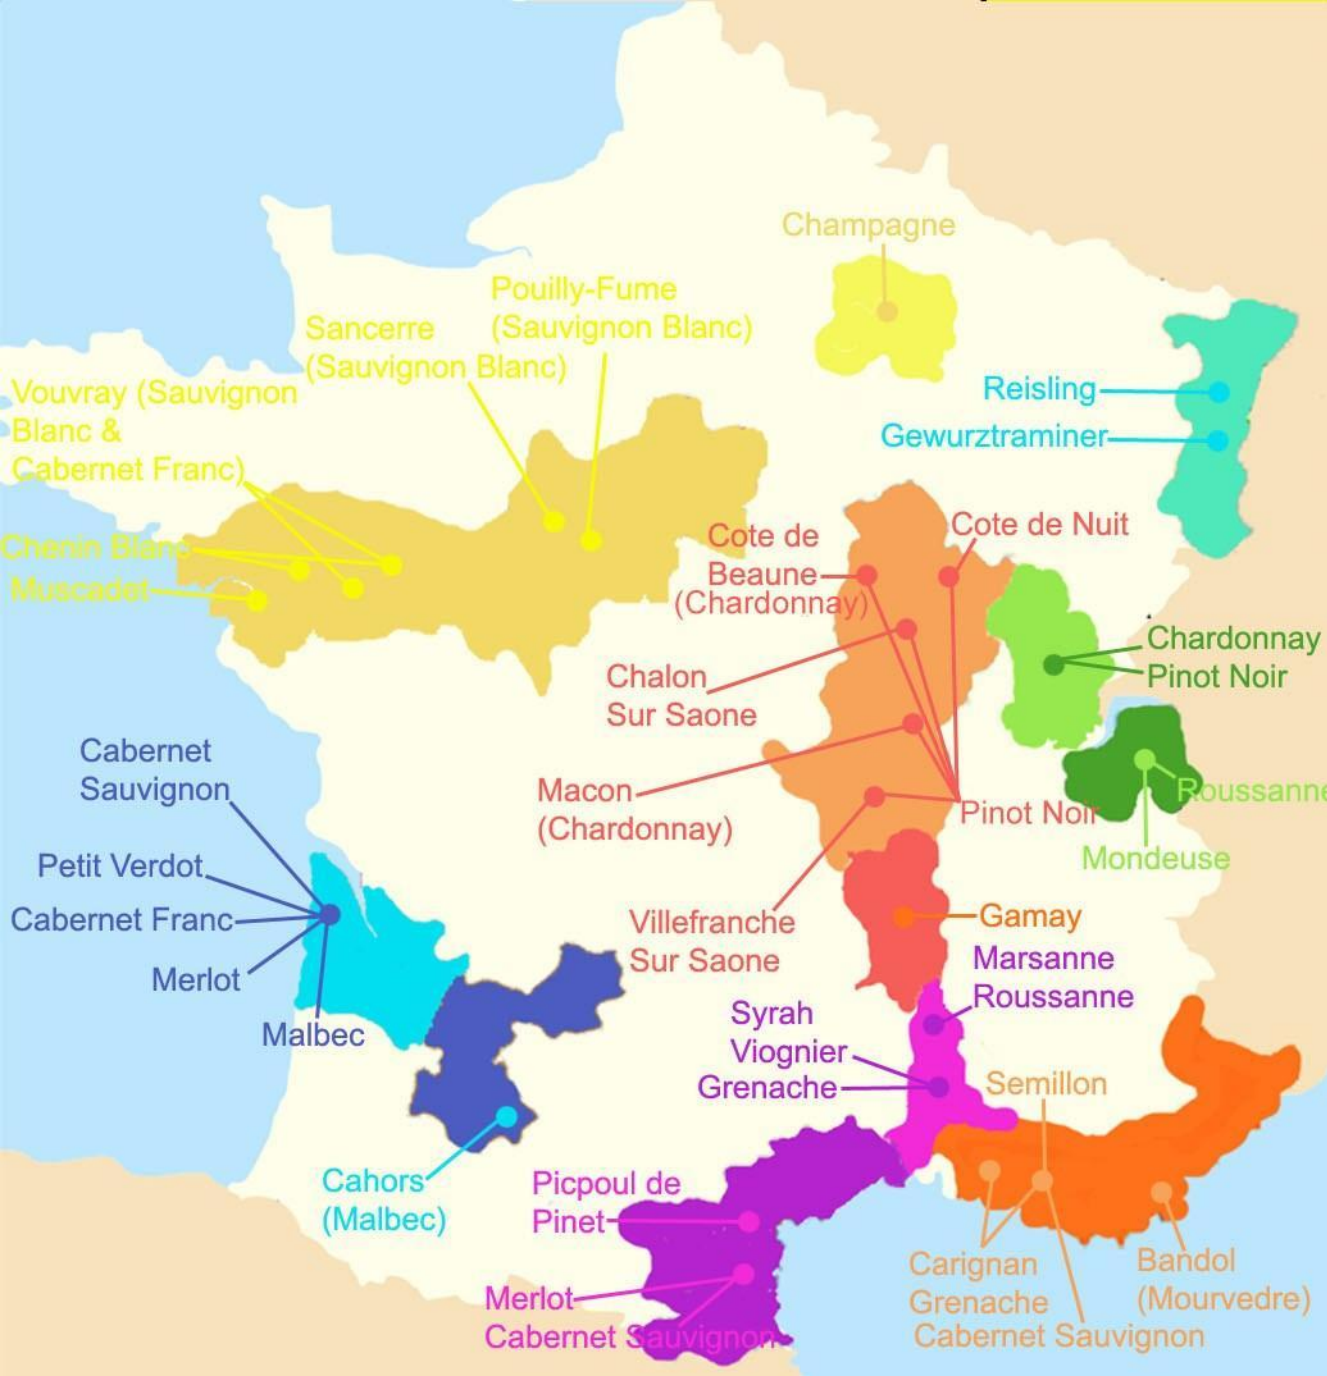 Champagne
Pouilly-Fume
(Sauvignon Blanc)
Sancerre
(Sauvignon Blanc)
Vouvray (Sauvignon
Blanc &
Cabernet Franc)
Reisling
Gewurztraminer
Chenin Blanc
Muscadet
Cote de
Beaune
(Chardonnay)
Cote de Nuit
Chardonnay
Pinot Noir
Chalon
Sur Saone
Cabernet
Sauvignon
Macon
(Chardonnay)
Pinot Noir
Roussanne
Mondeuse
Petit Verdot
Cabernet Franc
Merlot
Malbec
Villefranche
Sur Saone
Gamay
Marsanne
Roussanne
Syrah
Viognier
Grenache
Semillon
Cahors
(Malbec)
Picpoul de
Pinet
Merlot
Cabernet Sauvignon
Carignan
Grenache
Cabernet Sauvignon
Bandol
(Mourvedre)